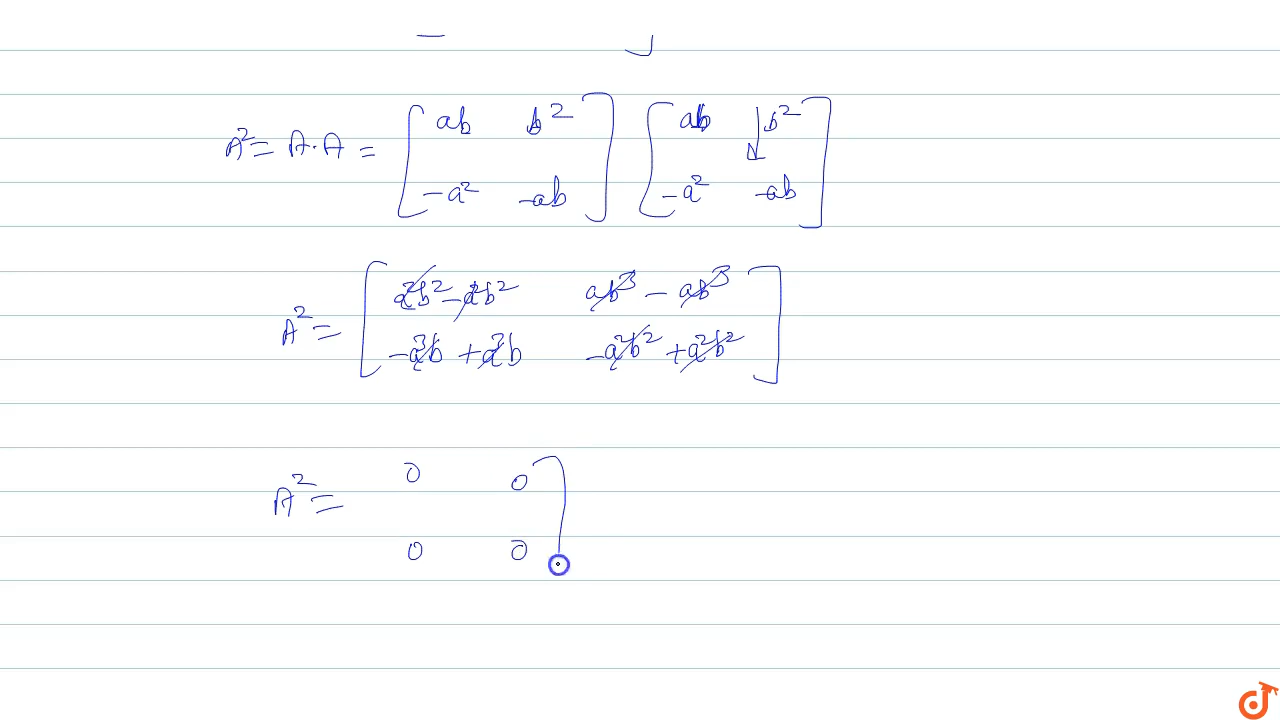 A² = A·A = [ab b² -a² -ab] [ab b² -a² -ab]
A² = [a²b² - a²b² ab³ - ab³ -a³b + a³b -a²b² + a²b²]
A² = 0 0 0 0]